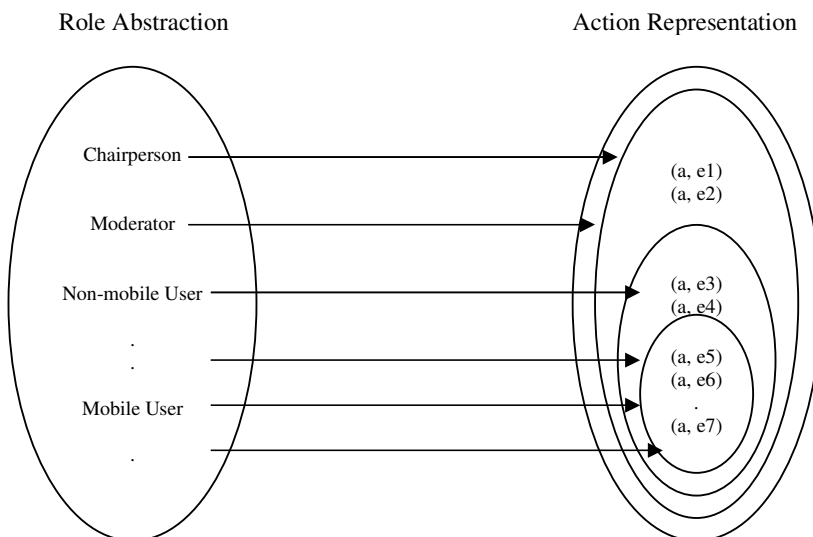 Role Abstraction
Action Representation
Chairperson
Moderator
Non-mobile User
.
.
Mobile User
.
(a, e1)
(a, e2)
(a, e3)
(a, e4)
(a, e5)
(a, e6)
.
(a, e7)